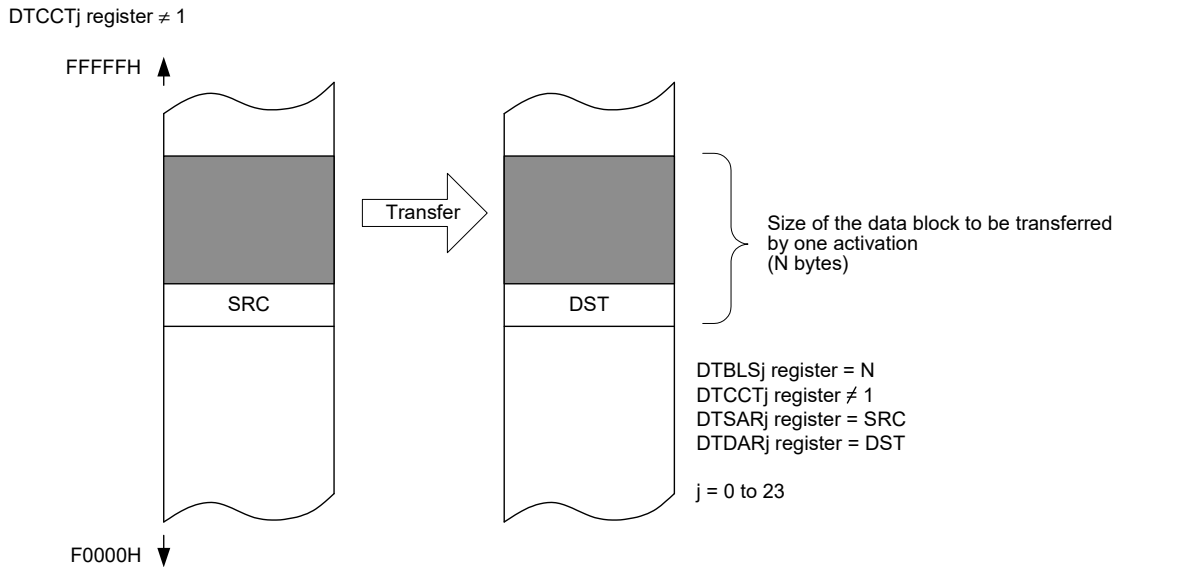 DTCCTj register ≠ 1
FFFFFH
Transfer
Size of the data block to be transferred
by one activation
(N bytes)
SRC
DST
DTBLSj register = N
DTCCTj register ≠ 1
DTSARj register = SRC
DTDARj register = DST
j = 0 to 23
F0000H